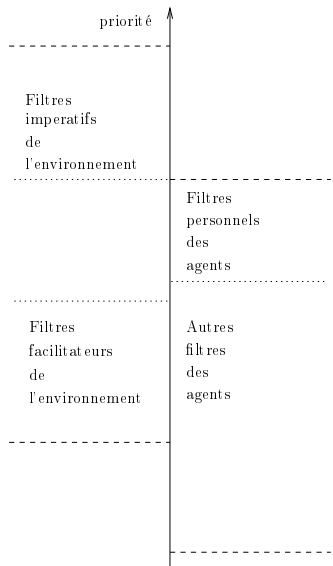 priorité
Filtres
imperatifs
de
l'environnement
Filtres
personnels
des
agents
Filtres
facilitateurs
de
l'environnement
Autres
filtres
des
agents